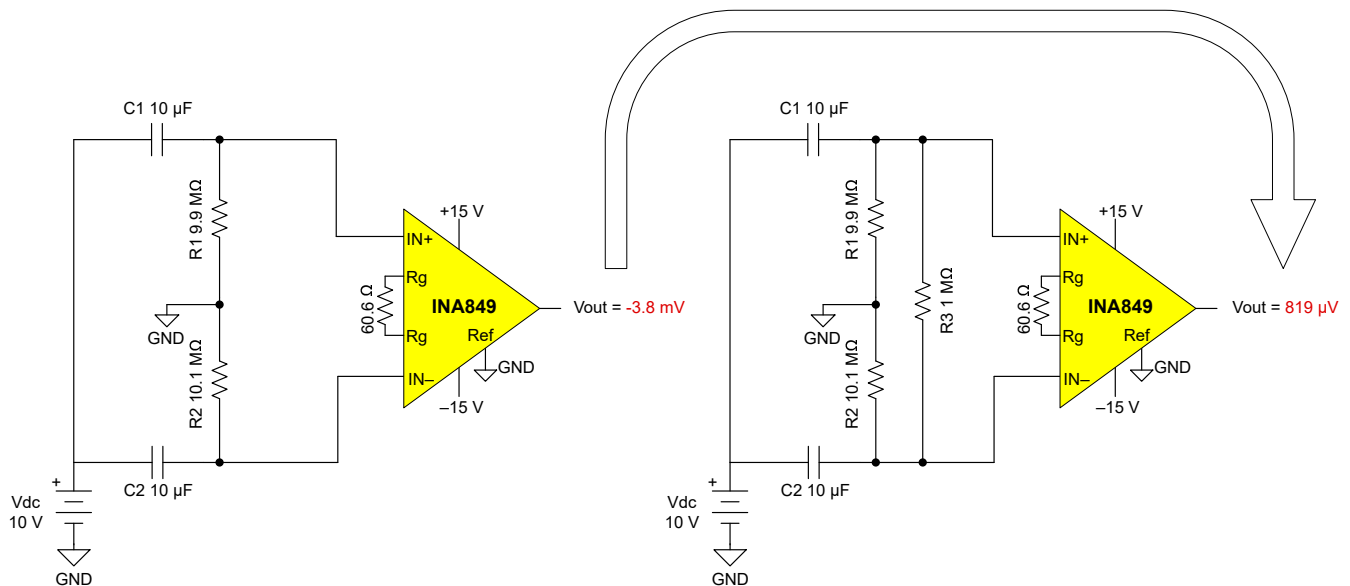 C1 10 µF
R1 9.9 MΩ
R2 10.1 MΩ
GND
C2 10 µF
+
Vdc
10 V
GND
+15 V
IN+
Rg
60.6 Ω
INA849
Rg
Ref
GND
IN–
–15 V
Vout = -3.8 mV
C1 10 µF
R1 9.9 MΩ
R2 10.1 MΩ
R3 1 MΩ
GND
C2 10 µF
+
Vdc
10 V
GND
+15 V
IN+
Rg
60.6 Ω
INA849
Rg
Ref
GND
IN–
–15 V
Vout = 819 µV